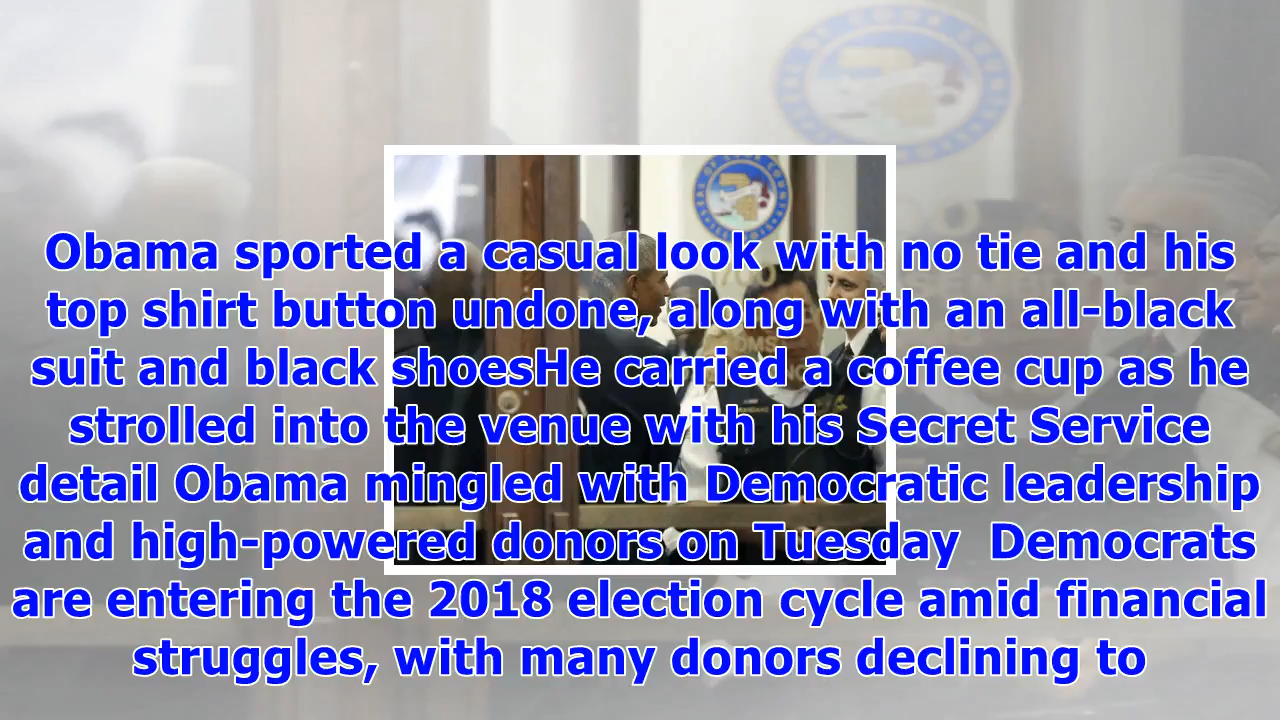 Obama sported a casual look with no tie and his
top shirt button undone, along with an all-black
suit and black shoesHe carried a coffee cup as he
strolled into the venue with his Secret Service
detail Obama mingled with Democratic leadership
and high-powered donors on Tuesday  Democrats
are entering the 2018 election cycle amid financial
struggles, with many donors declining to